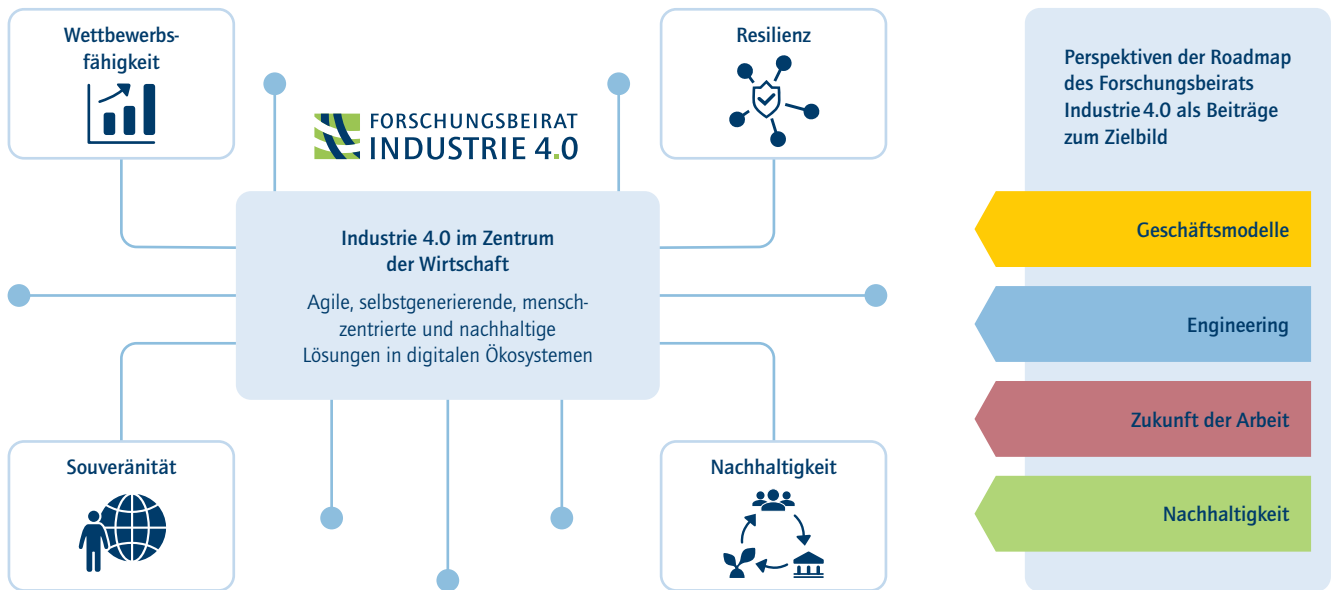 Wettbewerbs-
fähigkeit
Resilienz
FORSCHUNGSBEIRAT
INDUSTRIE 4.0
Industrie 4.0 im Zentrum
der Wirtschaft
Agile, selbstgenerierende, mensch-
zentrierte und nachhaltige
Lösungen in digitalen Ökosystemen
Souveränität
Nachhaltigkeit
Perspektiven der Roadmap
des Forschungsbeirats
Industrie 4.0 als Beiträge
zum Zielbild
Geschäftsmodelle
Engineering
Zukunft der Arbeit
Nachhaltigkeit